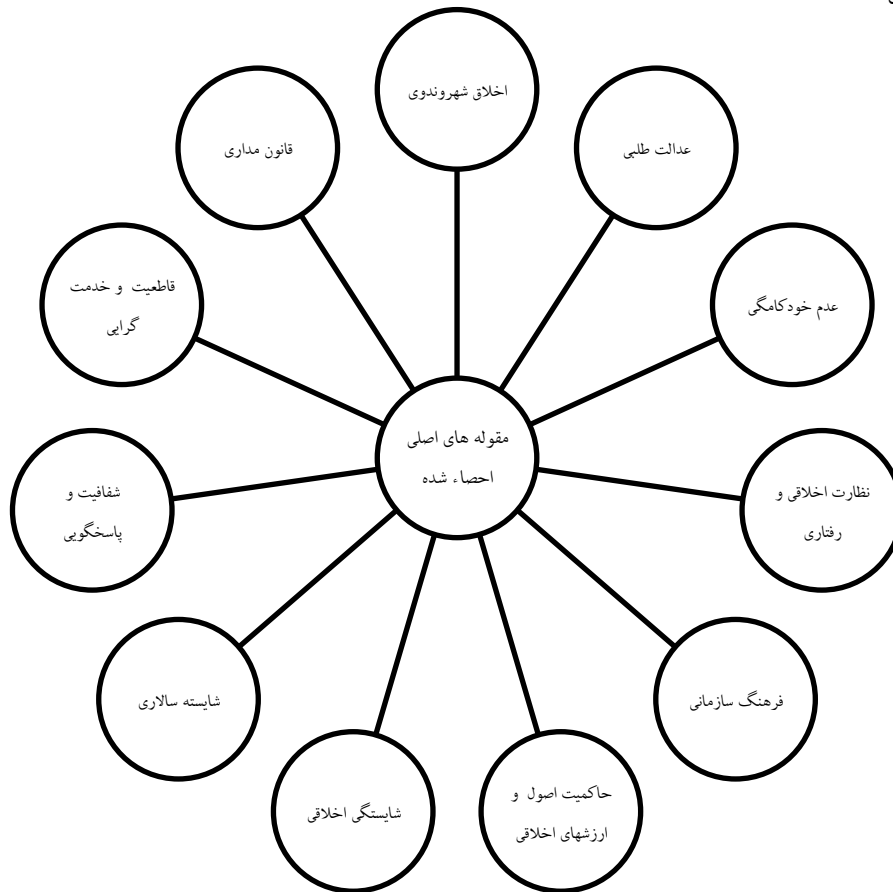 اخلاق شهروندوی
عدالت طلبی
عدم خودکامگی
نظارت اخلاقی و
رفتاری
فرهنگ سازمانی
حاکمیت اصول و
ارزشهای اخلاقی
شایستگی اخلاقی
شایسته سالاری
شفافیت و
پاسخگویی
قاطعیت و خدمت
گرایی
قانون مداری
مقوله های اصلی
احصاء شده